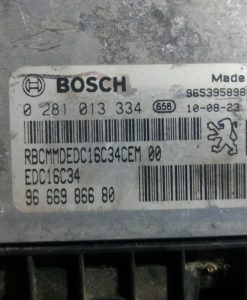 BOSCH
Made
965395898
0 281 013 334 658 10-08-23
RBCMMDEDC16C34CEM 00
EDC16C34
96 669 866 80